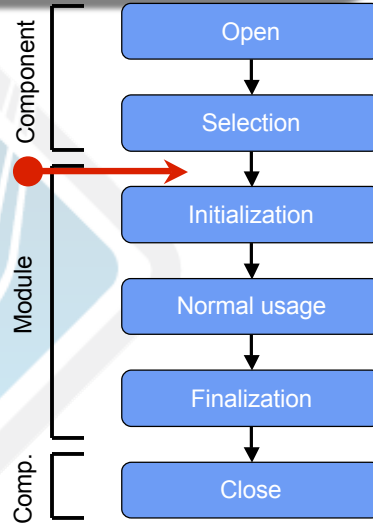 Component
Open
Selection
Module
Initialization
Normal usage
Finalization
Comp.
Close